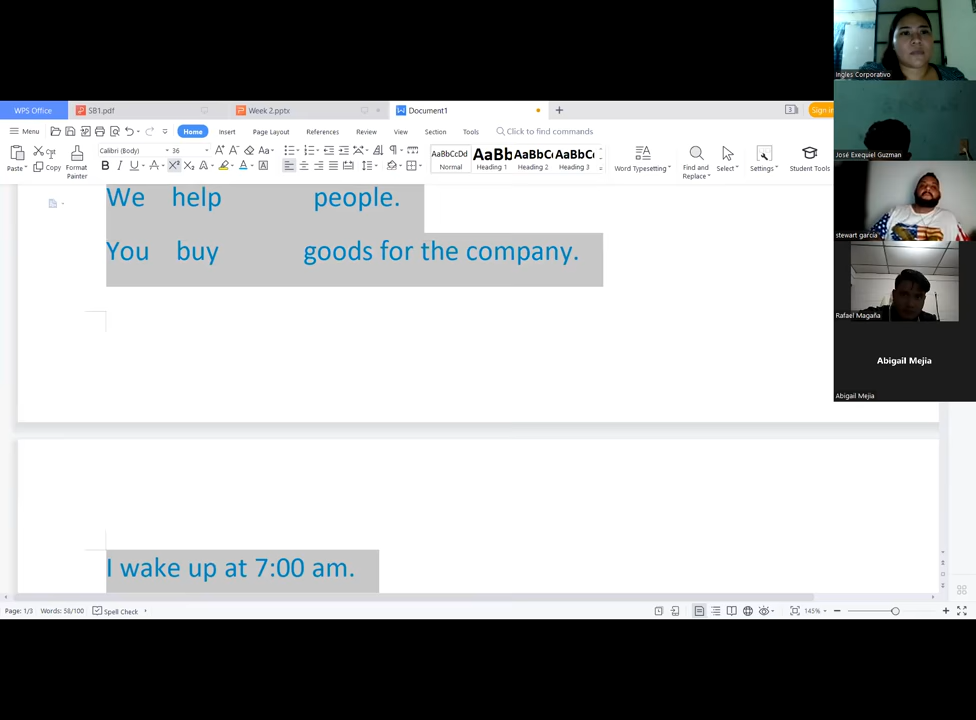 Ingles Corporativo
WPS Office SB1.pdf Week 2.pptx Document1 + 3 Sign in
José Exequiel Guzman
Menu Home Insert Page Layout References Review View Section Tools Click to find commands
Paste Cut Copy Format Painter Calibri (Body) 36 AaBbCcDd Normal AaBb Heading 1 AaBbC Heading 2 AaBbC Heading 3 Word Typesetting Find and Replace Select Settings Student Tools
We help people.
stewart garcia
You buy goods for the company.
Rafael Magaña
Abigail Mejia
Abigail Mejia
I wake up at 7:00 am.
Page: 1/3 Words: 58/100 Spell Check 145%